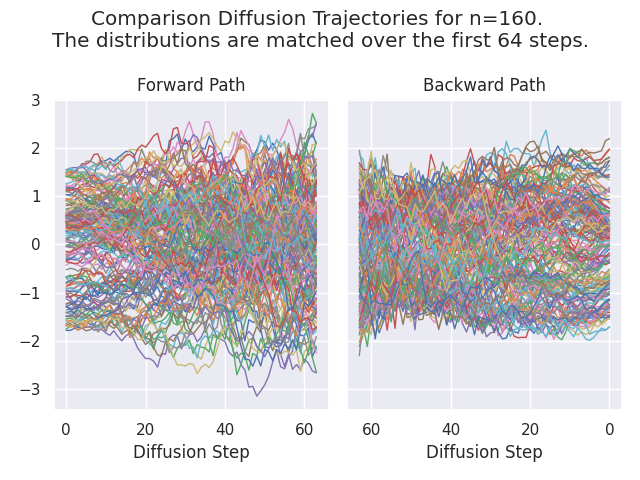 Comparison Diffusion Trajectories for n=160.
The distributions are matched over the first 64 steps.
Forward Path
Backward Path
3
2
1
0
−1
−2
−3
0 20 40 60
60 40 20 0
Diffusion Step
Diffusion Step